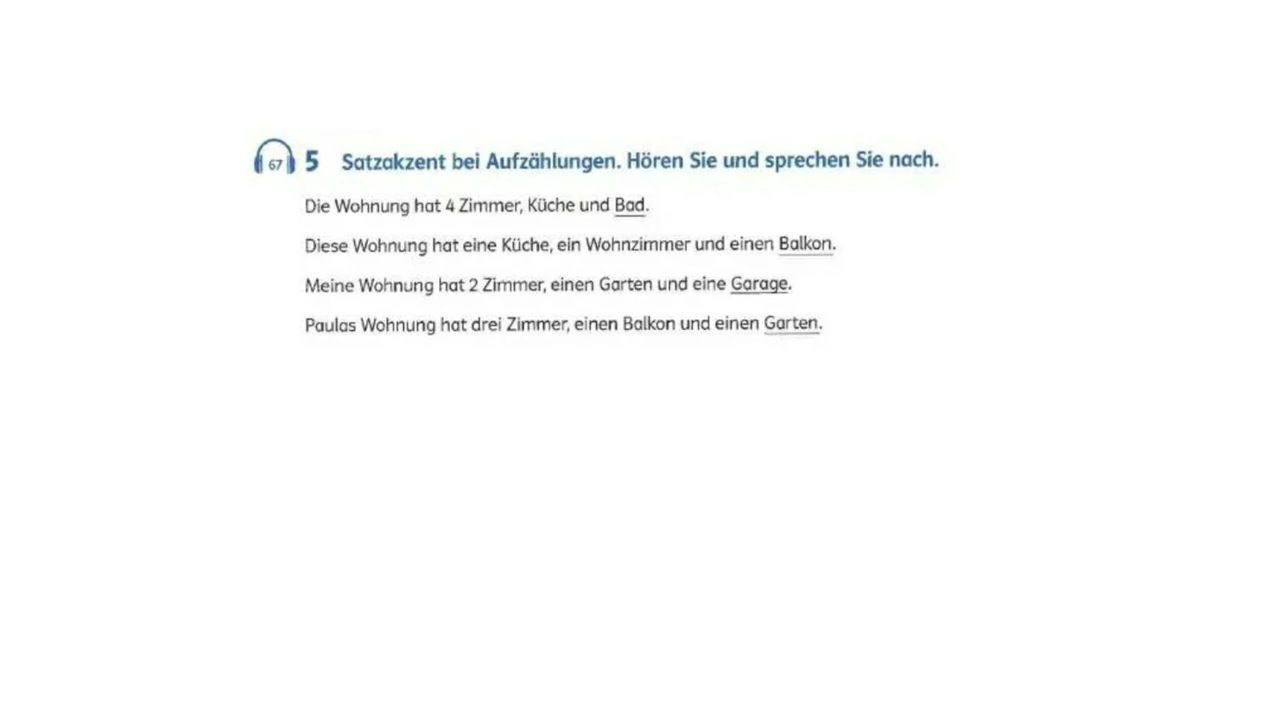 67 5 Satzakzent bei Aufzählungen. Hören Sie und sprechen Sie nach.
Die Wohnung hat 4 Zimmer, Küche und Bad.
Diese Wohnung hat eine Küche, ein Wohnzimmer und einen Balkon.
Meine Wohnung hat 2 Zimmer, einen Garten und eine Garage.
Paulas Wohnung hat drei Zimmer, einen Balkon und einen Garten.